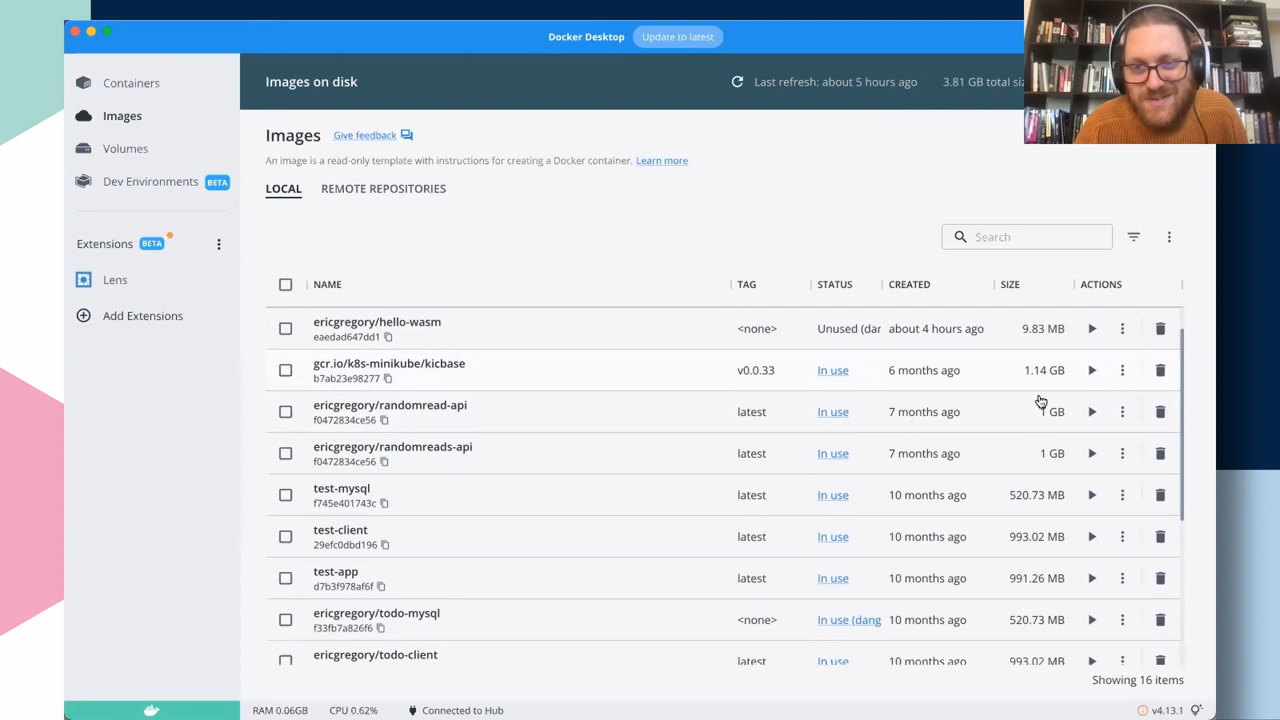 Docker Desktop
Update to latest
Containers
Images
Volumes
Dev Environments BETA
Extensions BETA
Lens
Add Extensions
Images on disk
Last refresh: about 5 hours ago
3.81 GB total
Images Give feedback
An image is a read-only template with instructions for creating a Docker container. Learn more
LOCAL REMOTE REPOSITORIES
Search
NAME TAG STATUS CREATED SIZE ACTIONS
ericgregory/hello-wasm <none> Unused (dar about 4 hours ago 9.83 MB
eaedad647dd1
gcr.io/k8s-minikube/kicbase v0.0.33 In use 6 months ago 1.14 GB
b7ab23e98277
ericgregory/randomread-api latest In use 7 months ago 1 GB
f0472834ce56
ericgregory/randomreads-api latest In use 7 months ago 1 GB
f0472834ce56
test-mysql latest In use 10 months ago 520.73 MB
f745e401743c
test-client latest In use 10 months ago 993.02 MB
29efc0dbd196
test-app latest In use 10 months ago 991.26 MB
d7b3f978af6f
ericgregory/todo-mysql <none> In use (dang 10 months ago 520.73 MB
f33fb7a826f6
ericgregory/todo-client latest In use 10 months ago 993.02 MB
Showing 16 items
RAM 0.06GB CPU 0.62% Connected to Hub
v4.13.1